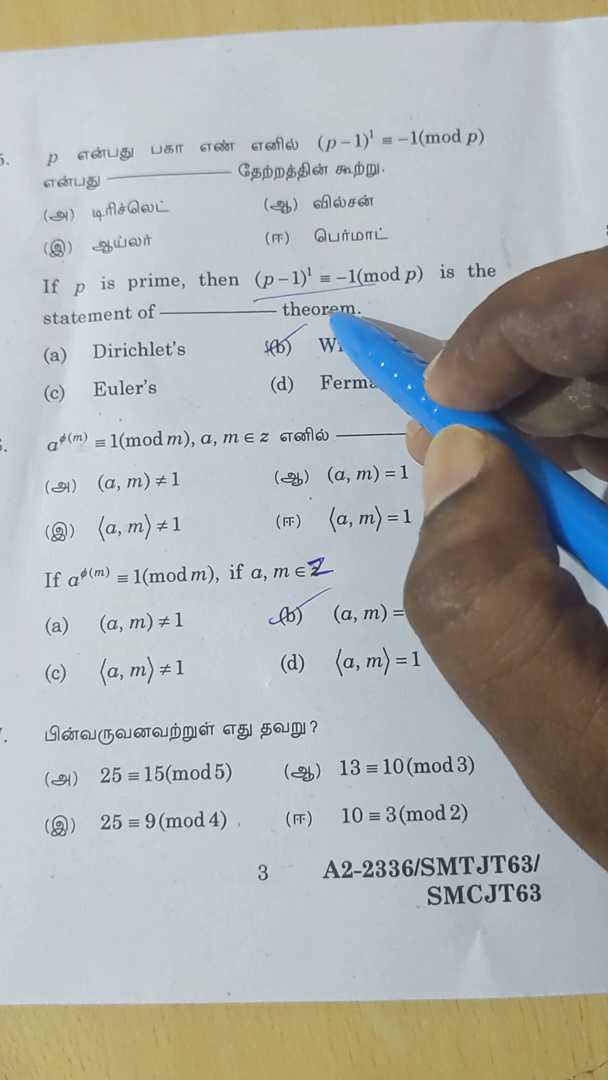 5. p என்பது பகா எண் எனில் (p−1)¹ ≡ −1(mod p)
என்பது ———— தேற்றத்தின் கூற்று.
(அ) டிரிச்லெட் (ஆ) வில்சன்
(இ) ஆய்லர் (ஈ) பெர்மாட்
If p is prime, then (p−1)¹ ≡ −1(mod p) is the
statement of ———— theorem.
(a) Dirichlet's (b)
(c) Euler's (d)
a^ϕ(m) ≡ 1(mod m), a, m ∈ z எனில் ————
(அ) (a, m) ≠ 1 (ஆ) (a, m) = 1
(இ) ⟨a, m⟩ ≠ 1 (ஈ) ⟨a, m⟩ = 1
If a^ϕ(m) ≡ 1(mod m), if a, m ∈ Z
(a) (a, m) ≠ 1 (b) (a, m) =
(c) ⟨a, m⟩ ≠ 1 (d) ⟨a, m⟩ = 1
பின்வருவனவற்றுள் எது தவறு?
(அ) 25 ≡ 15(mod 5) (ஆ) 13 ≡ 10(mod 3)
(இ) 25 ≡ 9(mod 4) (ஈ) 10 ≡ 3(mod 2)
3 A2-2336/SMTJT63/
SMCJT63